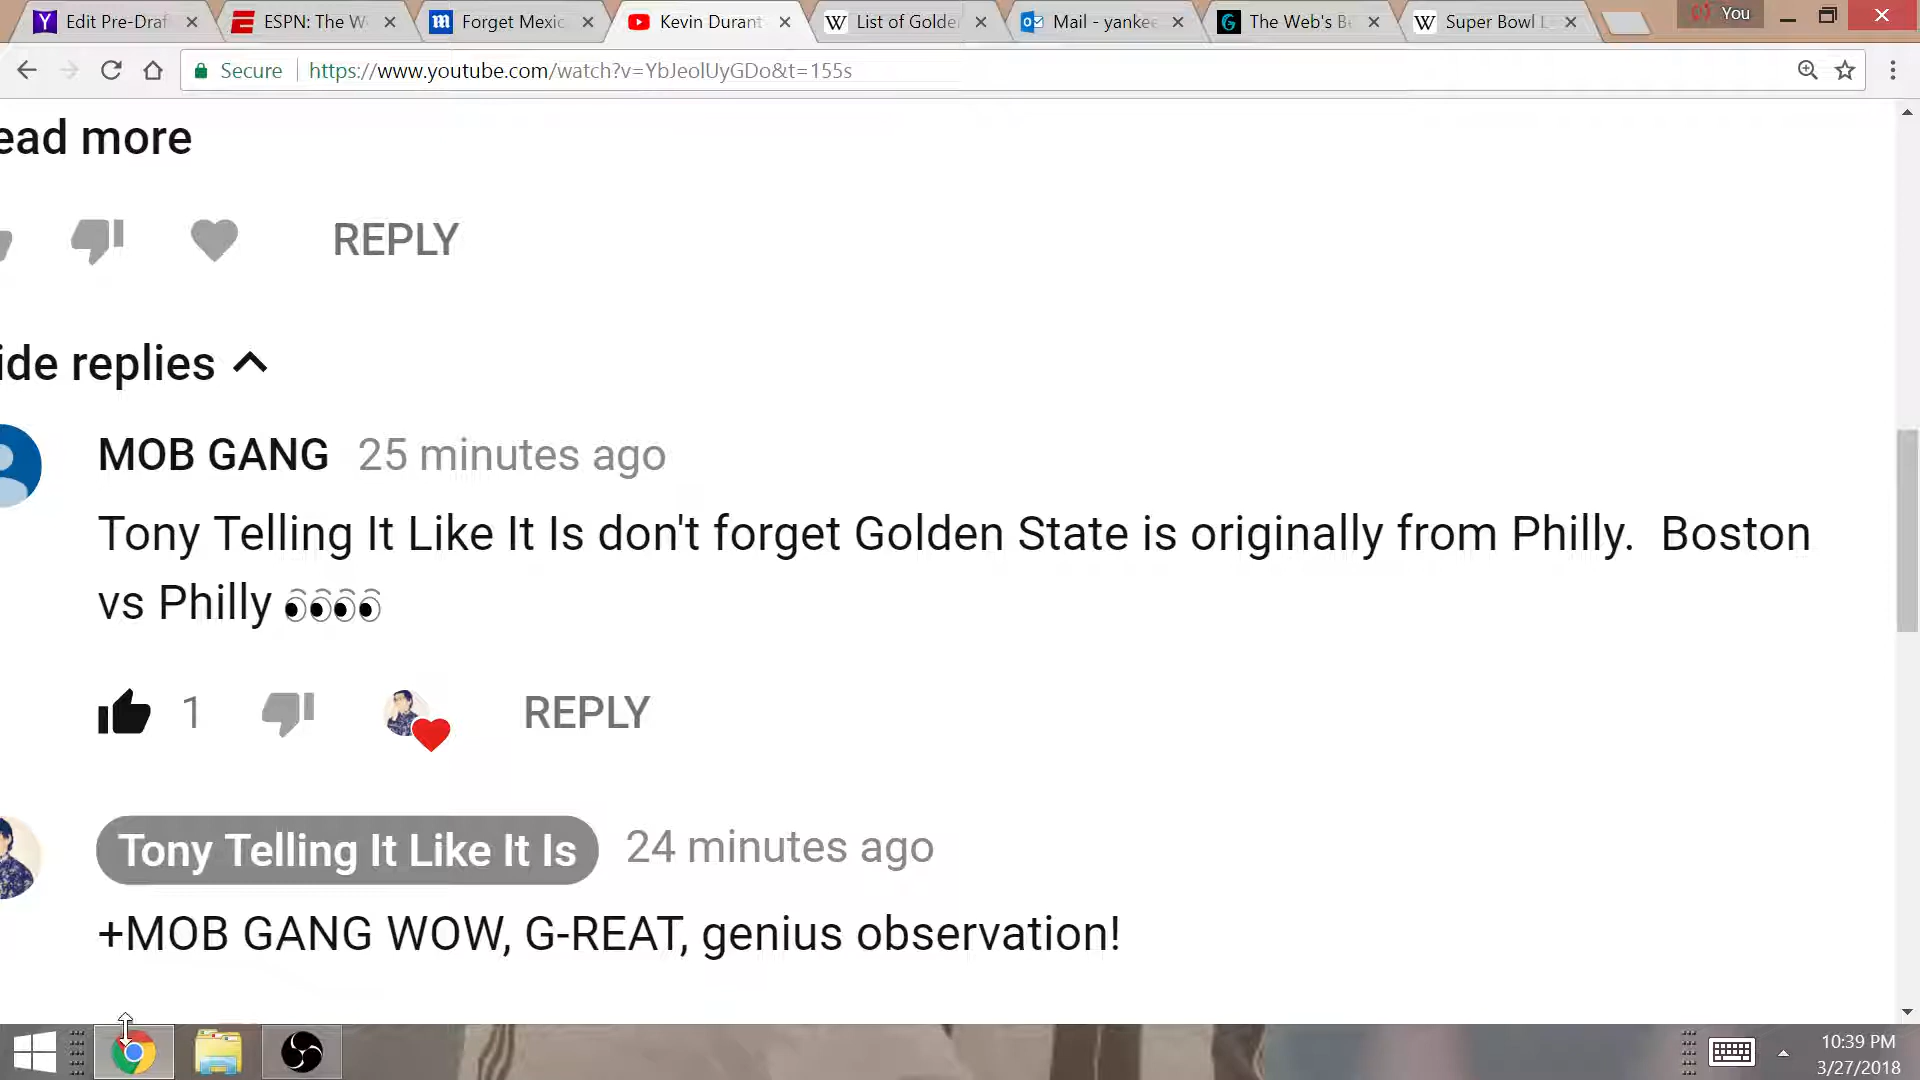 Edit Pre-Draf
ESPN: The W
Forget Mexic
Kevin Durant
List of Golde
Mail - yankee
The Web's B
Super Bowl L
You
Secure
https://www.youtube.com/watch?v=YbJeolUyGDo&t=155s
ead more
REPLY
ide replies
MOB GANG 25 minutes ago
Tony Telling It Like It Is don't forget Golden State is originally from Philly. Boston
vs Philly 👀👀
1
REPLY
Tony Telling It Like It Is 24 minutes ago
+MOB GANG WOW, G-REAT, genius observation!
10:39 PM
3/27/2018